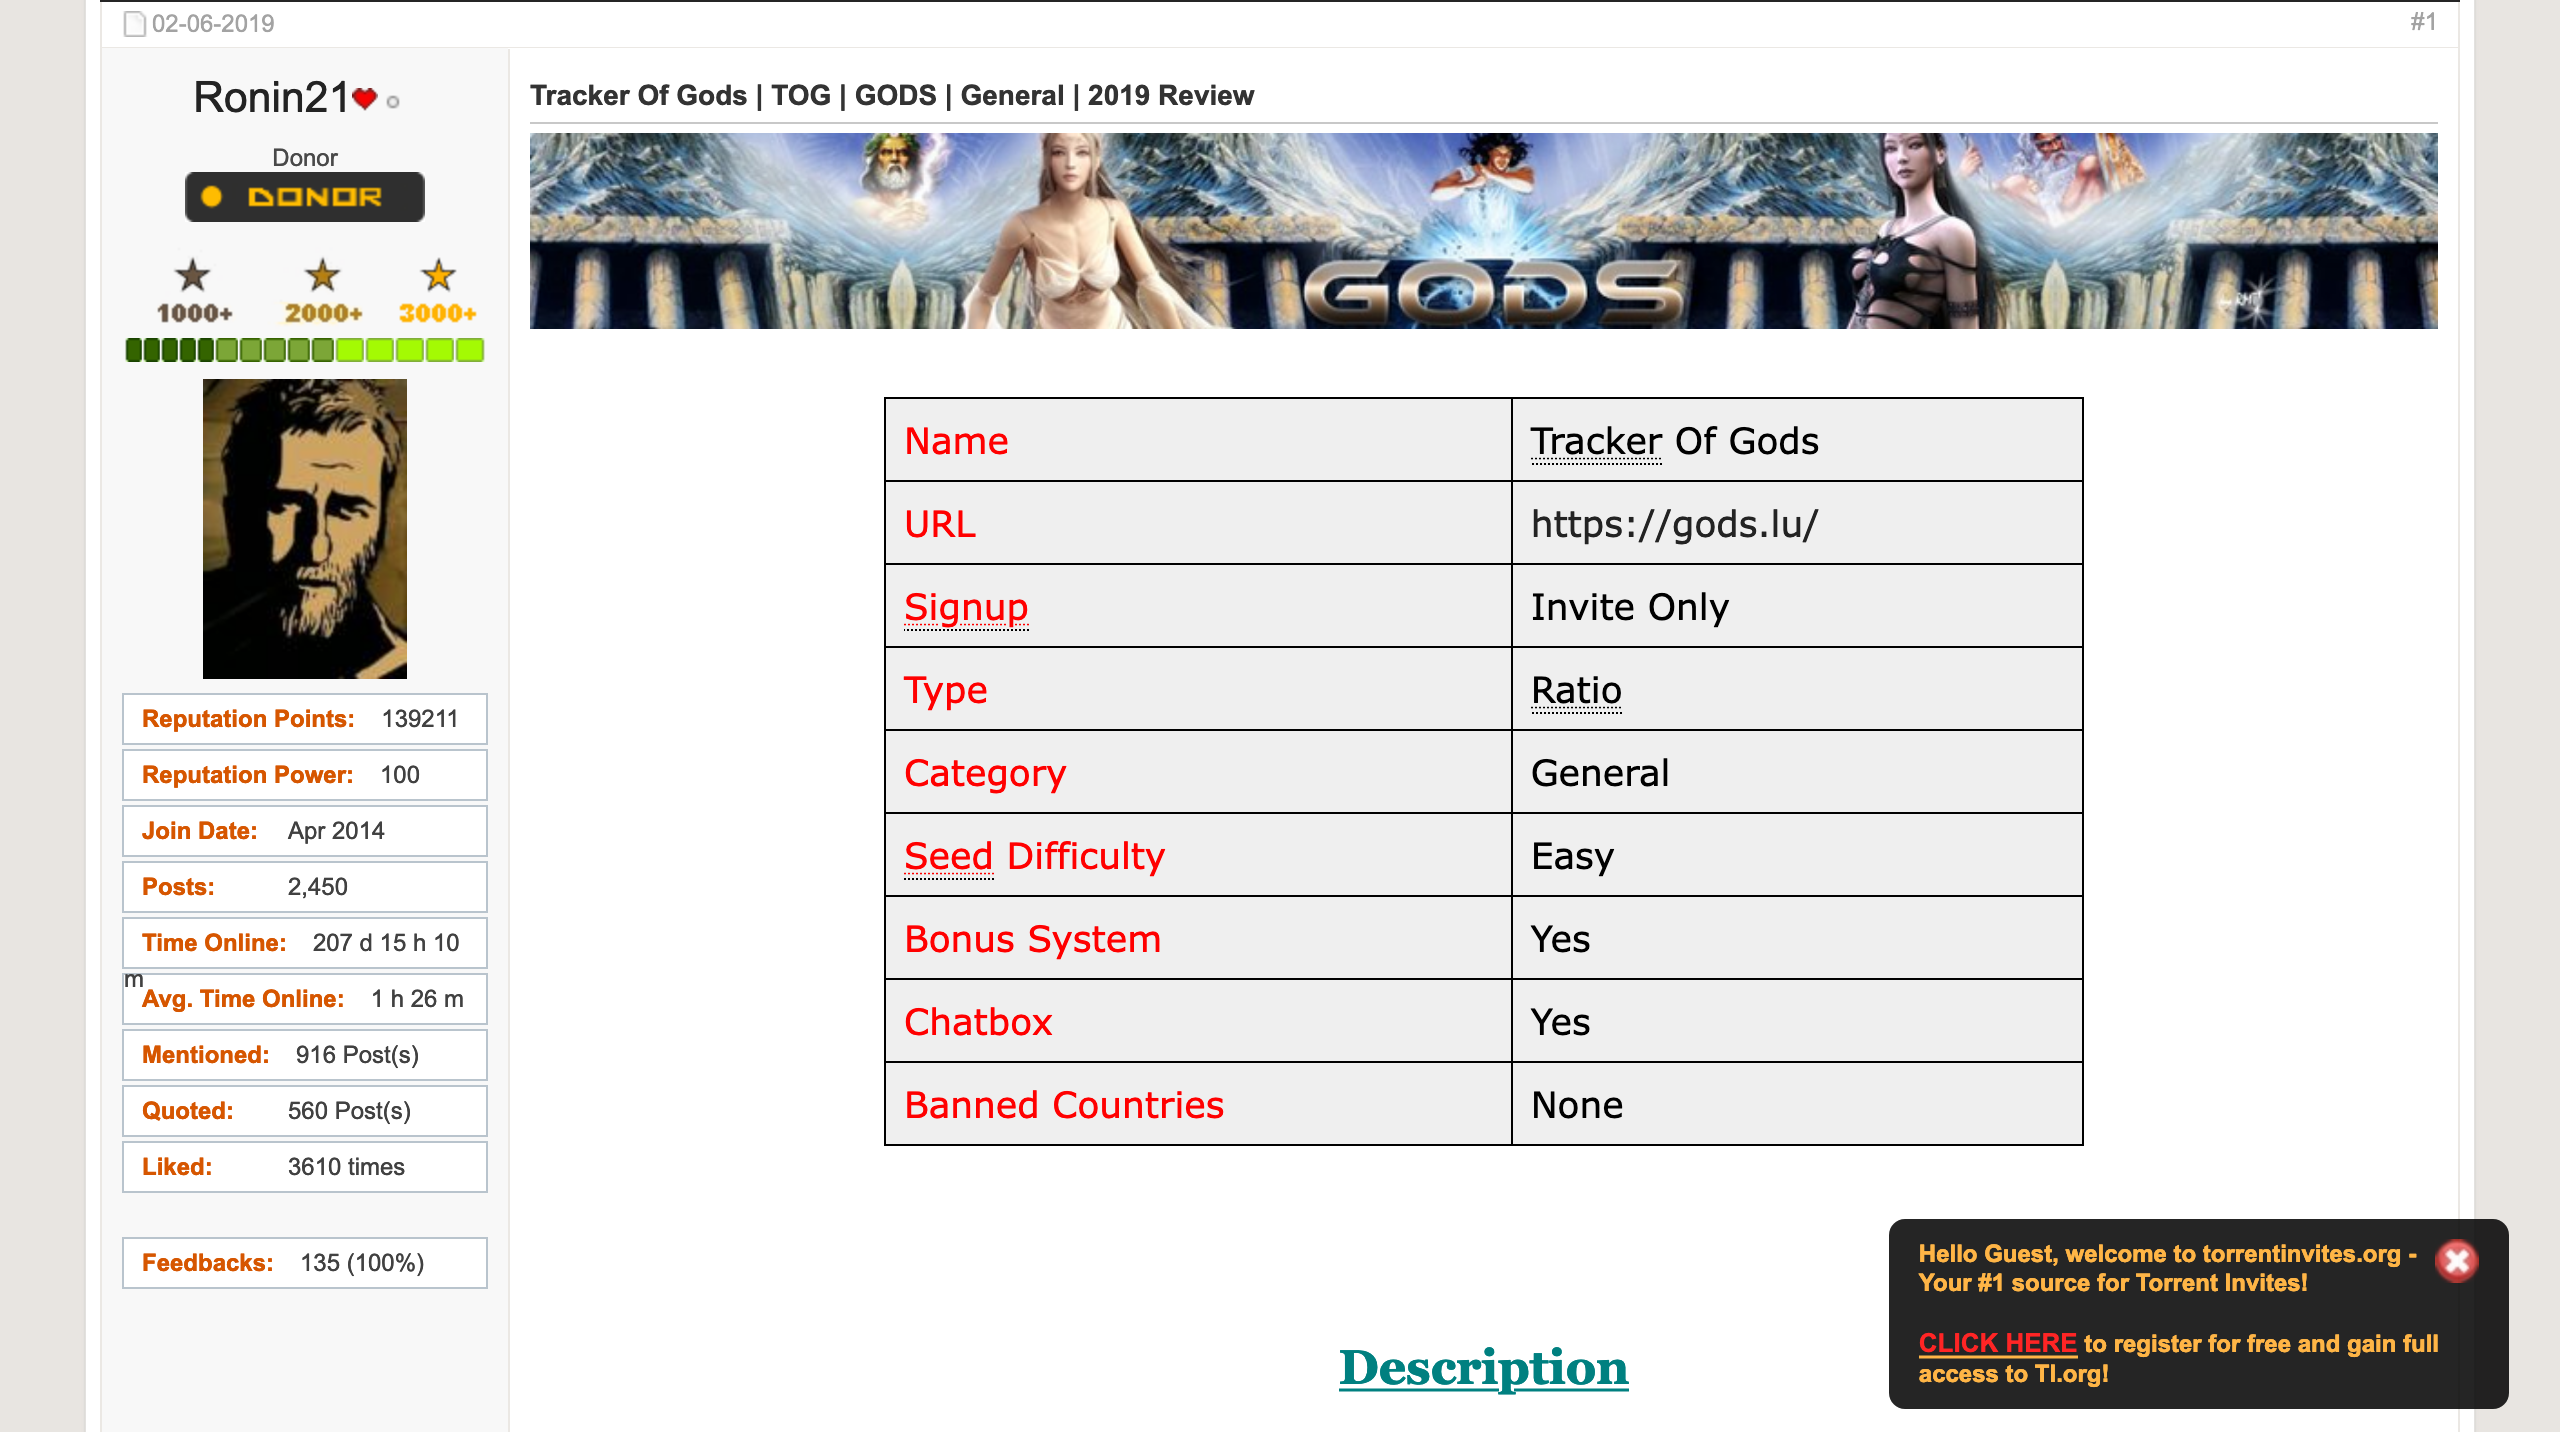 02-06-2019
#1
Ronin21
Donor
DONOR
1000+ 2000+ 3000+
Reputation Points: 139211
Reputation Power: 100
Join Date: Apr 2014
Posts: 2,450
Time Online: 207 d 15 h 10
m
Avg. Time Online: 1 h 26 m
Mentioned: 916 Post(s)
Quoted: 560 Post(s)
Liked: 3610 times
Feedbacks: 135 (100%)
Tracker Of Gods | TOG | GODS | General | 2019 Review
GODS
Name Tracker Of Gods
URL https://gods.lu/
Signup Invite Only
Type Ratio
Category General
Seed Difficulty Easy
Bonus System Yes
Chatbox Yes
Banned Countries None
Description
Hello Guest, welcome to torrentinvites.org -
Your #1 source for Torrent Invites!
CLICK HERE to register for free and gain full
access to TI.org!